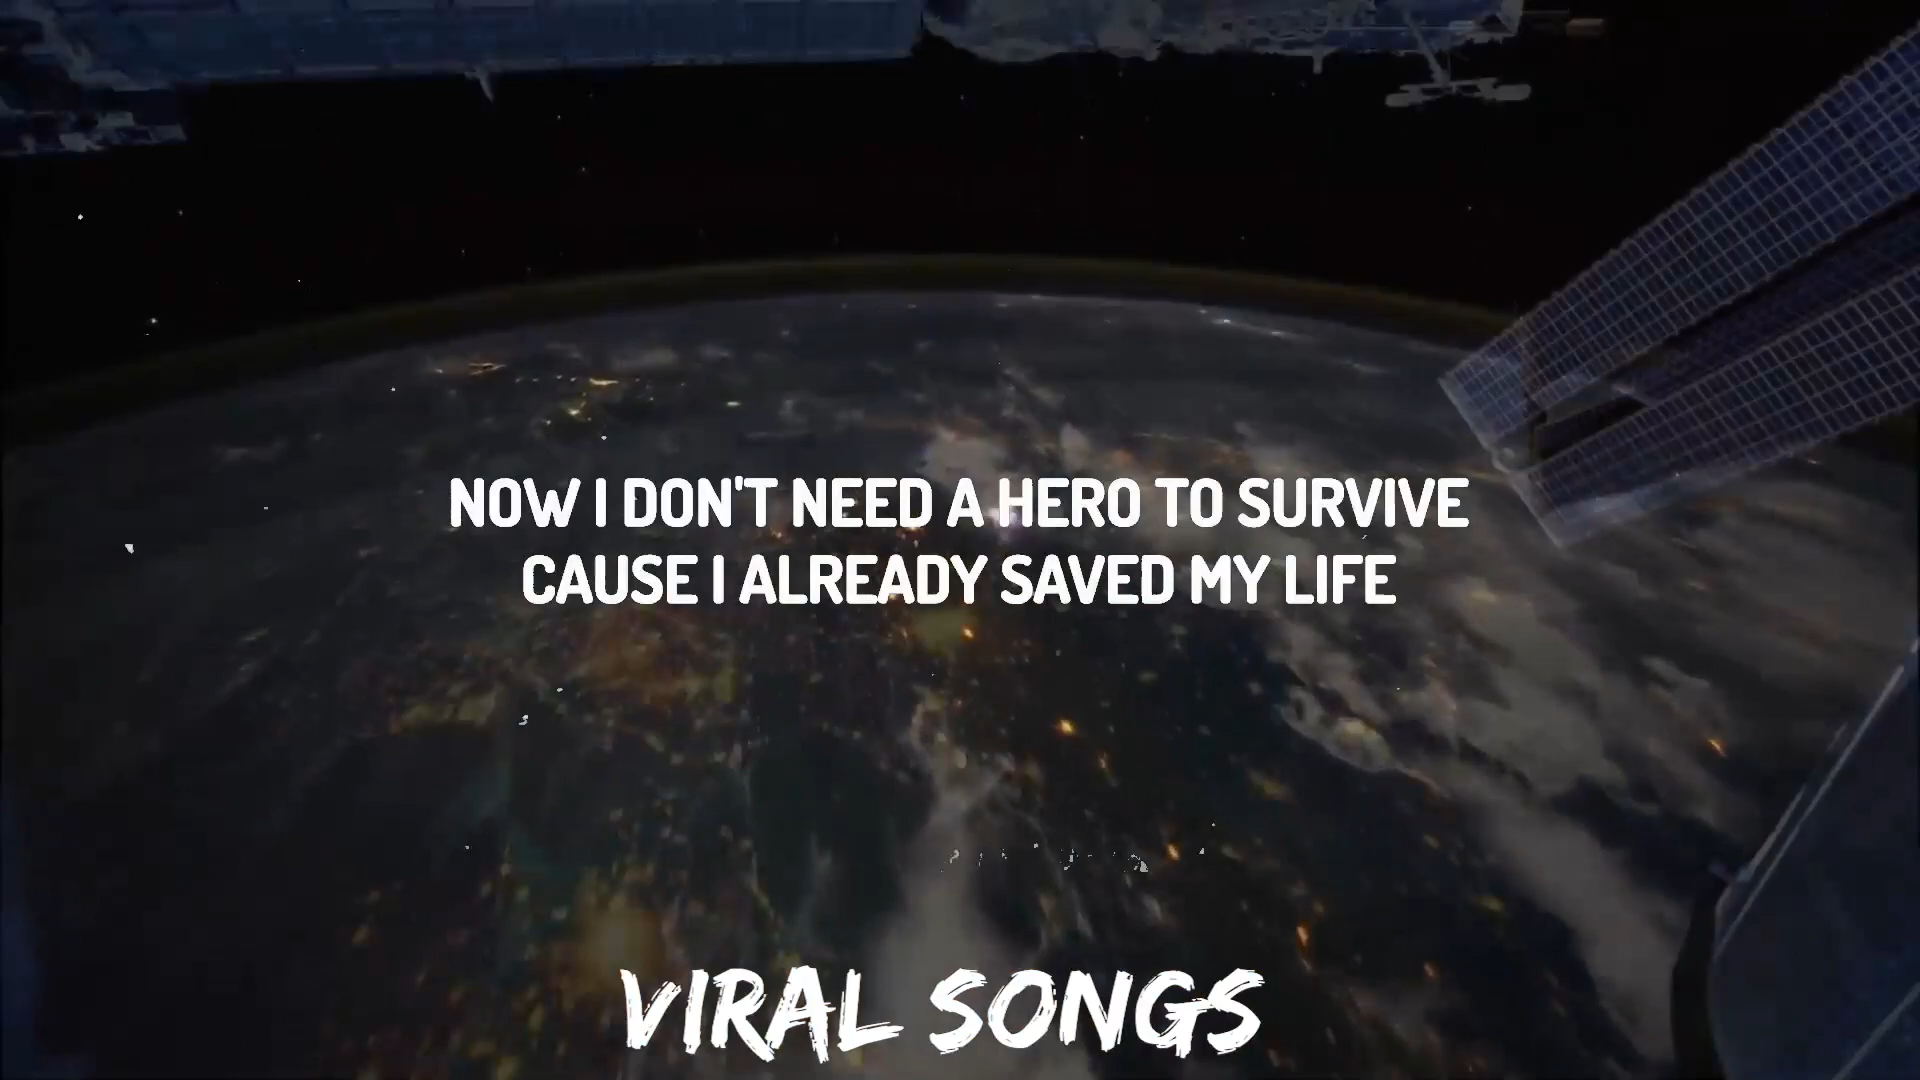 NOW I DON'T NEED A HERO TO SURVIVE
CAUSE I ALREADY SAVED MY LIFE
VIRAL SONGS